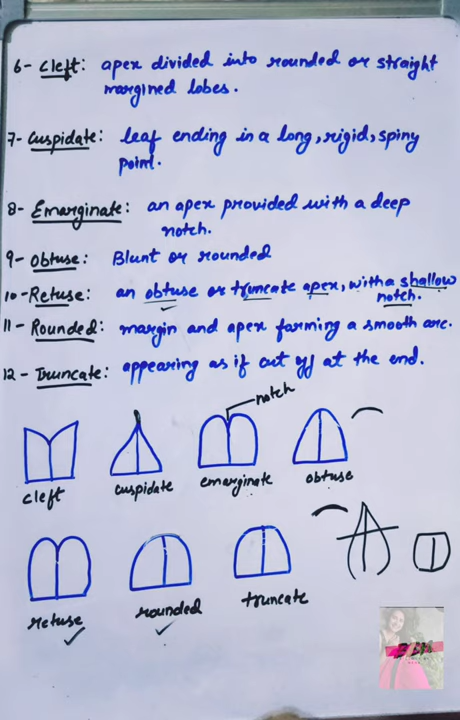 6- Cleft: apex divided into rounded or straight
margined lobes.
7- Cuspidate: leaf ending in a long, rigid, spiny
point.
8- Emarginate: an apex provided with a deep
notch.
9- Obtuse: Blunt or rounded
10- Retuse: an obtuse or truncate apex, with a shallow
notch.
11- Rounded: margin and apex forming a smooth arc.
12- Truncate: appearing as if cut off at the end.
notch
cleft cuspidate emarginate obtuse
retuse rounded truncate